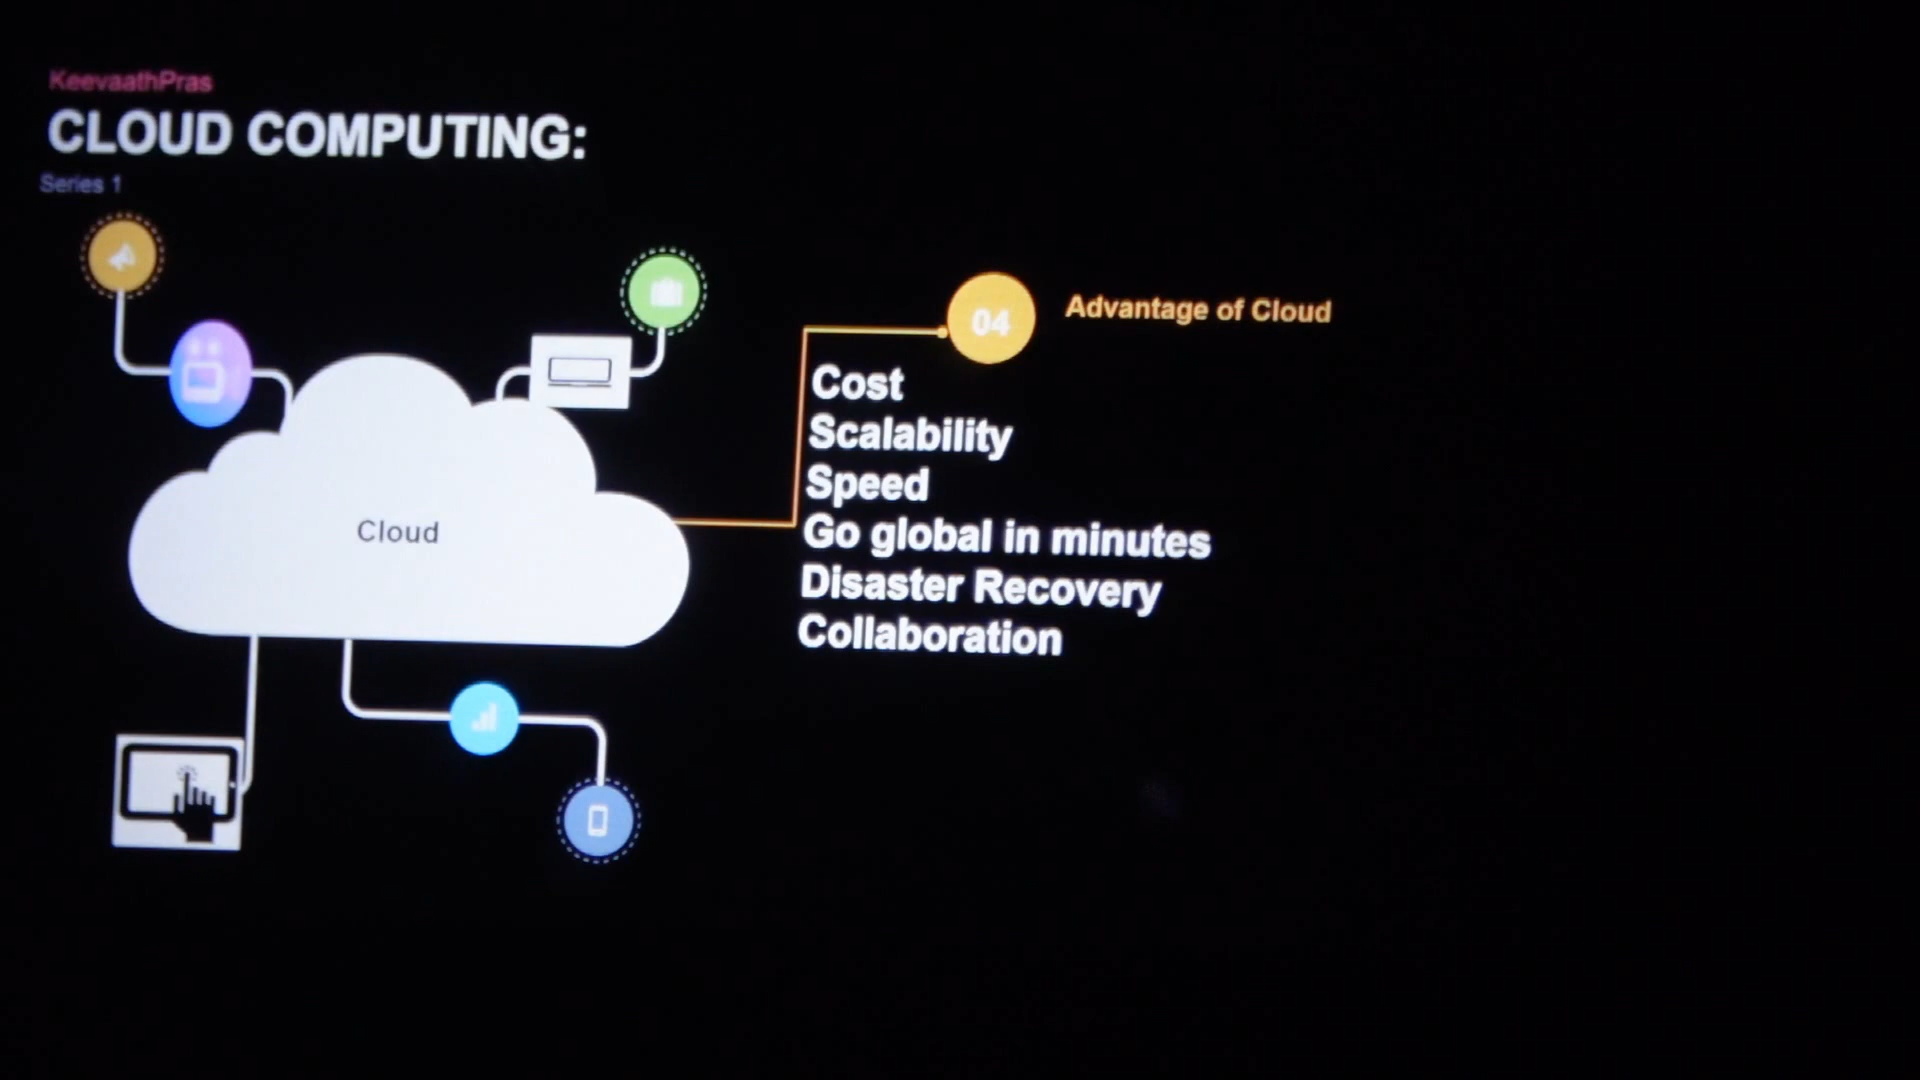 KeevaathPras
CLOUD COMPUTING:
Series 1
04
Advantage of Cloud
Cost
Scalability
Speed
Go global in minutes
Disaster Recovery
Collaboration
Cloud